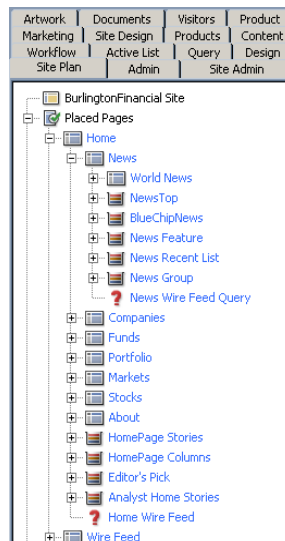 Artwork Documents Visitors Product
Marketing Site Design Products Content
Workflow Active List Query Design
Site Plan Admin Site Admin
BurlingtonFinancial Site
Placed Pages
Home
News
World News
NewsTop
BlueChipNews
News Feature
News Recent List
News Group
? News Wire Feed Query
Companies
Funds
Portfolio
Markets
Stocks
About
HomePage Stories
HomePage Columns
Editor's Pick
Analyst Home Stories
? Home Wire Feed
Wire Feed